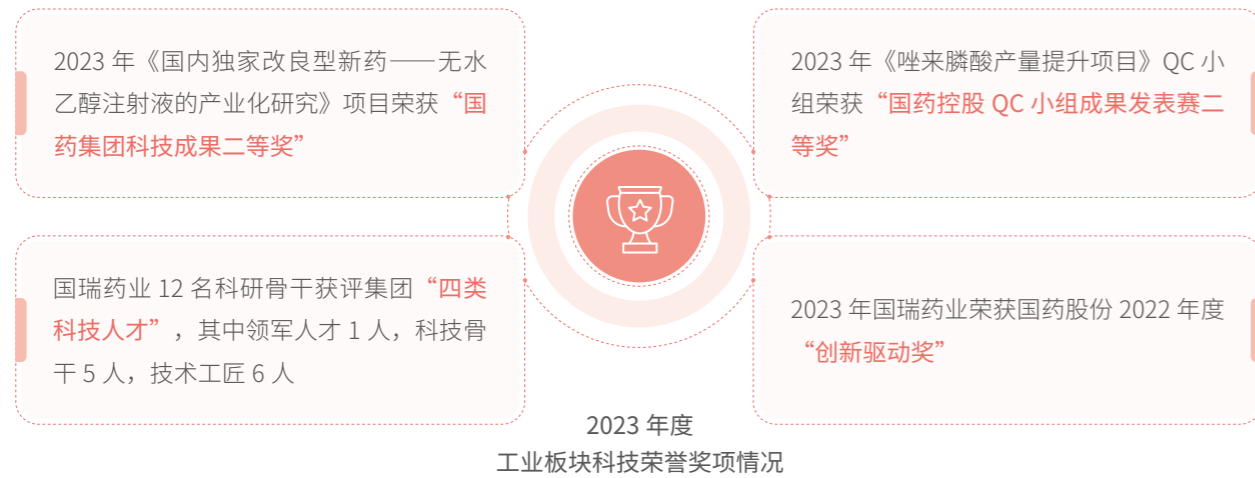 2023 年《国内独家改良型新药——无水
乙醇注射液的产业化研究》项目荣获“国
药集团科技成果二等奖”
2023 年《唑来膦酸产量提升项目》QC 小
组荣获“国药控股 QC 小组成果发表赛二
等奖”
国瑞药业 12 名科研骨干获评集团“四类
科技人才”，其中领军人才 1 人，科技骨
干 5 人，技术工匠 6 人
2023 年国瑞药业荣获国药股份 2022 年度
“创新驱动奖”
2023 年度
工业板块科技荣誉奖项情况